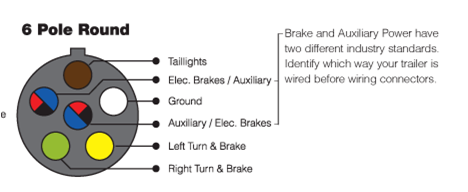 6 Pole Round
Taillights
Elec. Brakes / Auxiliary
Ground
Auxiliary / Elec. Brakes
Left Turn & Brake
Right Turn & Brake
Brake and Auxiliary Power have
two different industry standards.
Identify which way your trailer is
wired before wiring connectors.
e